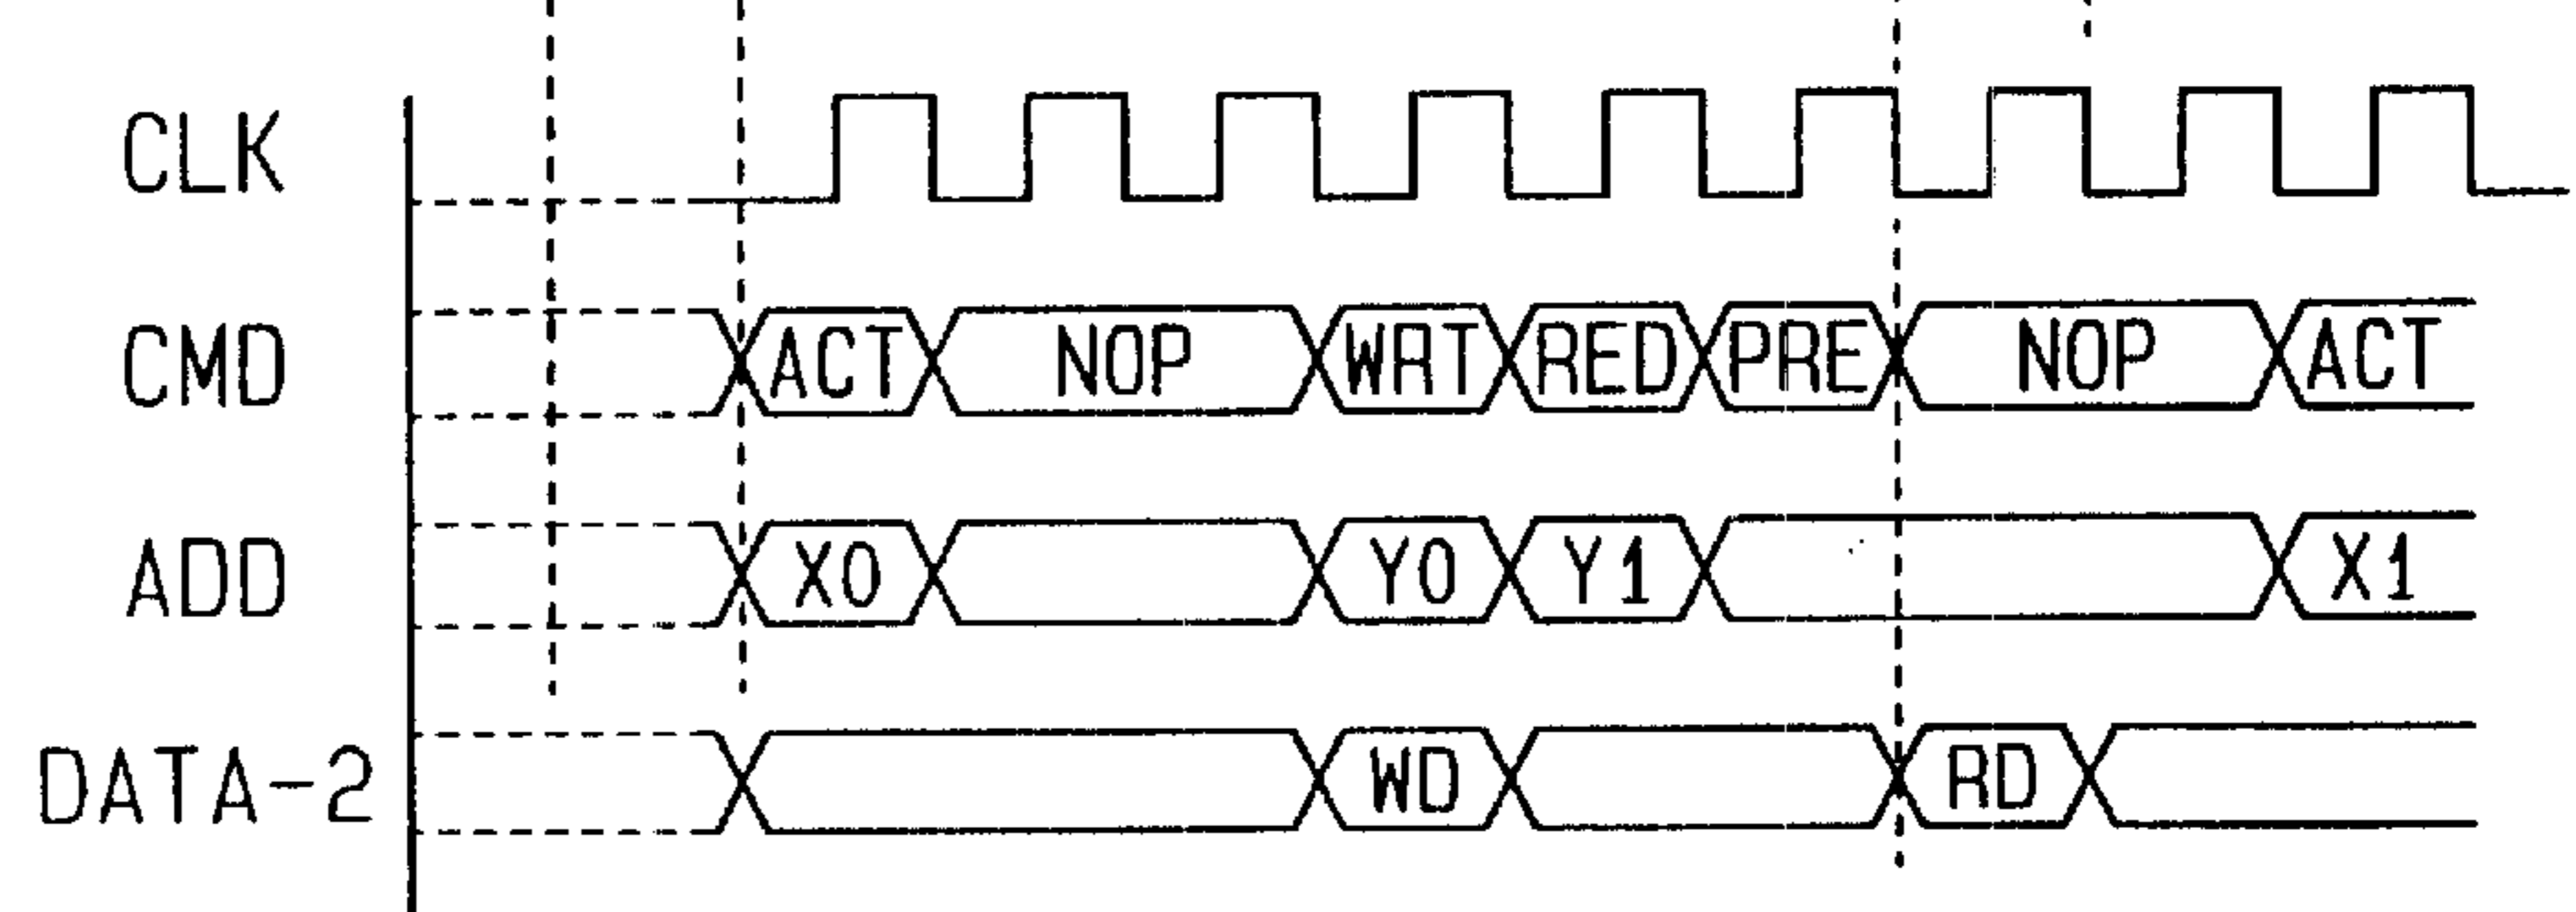 CLK
CMD ACT NOP WRT RED PRE NOP ACT
ADD X0 Y0 Y1 X1
DATA-2 WD RD